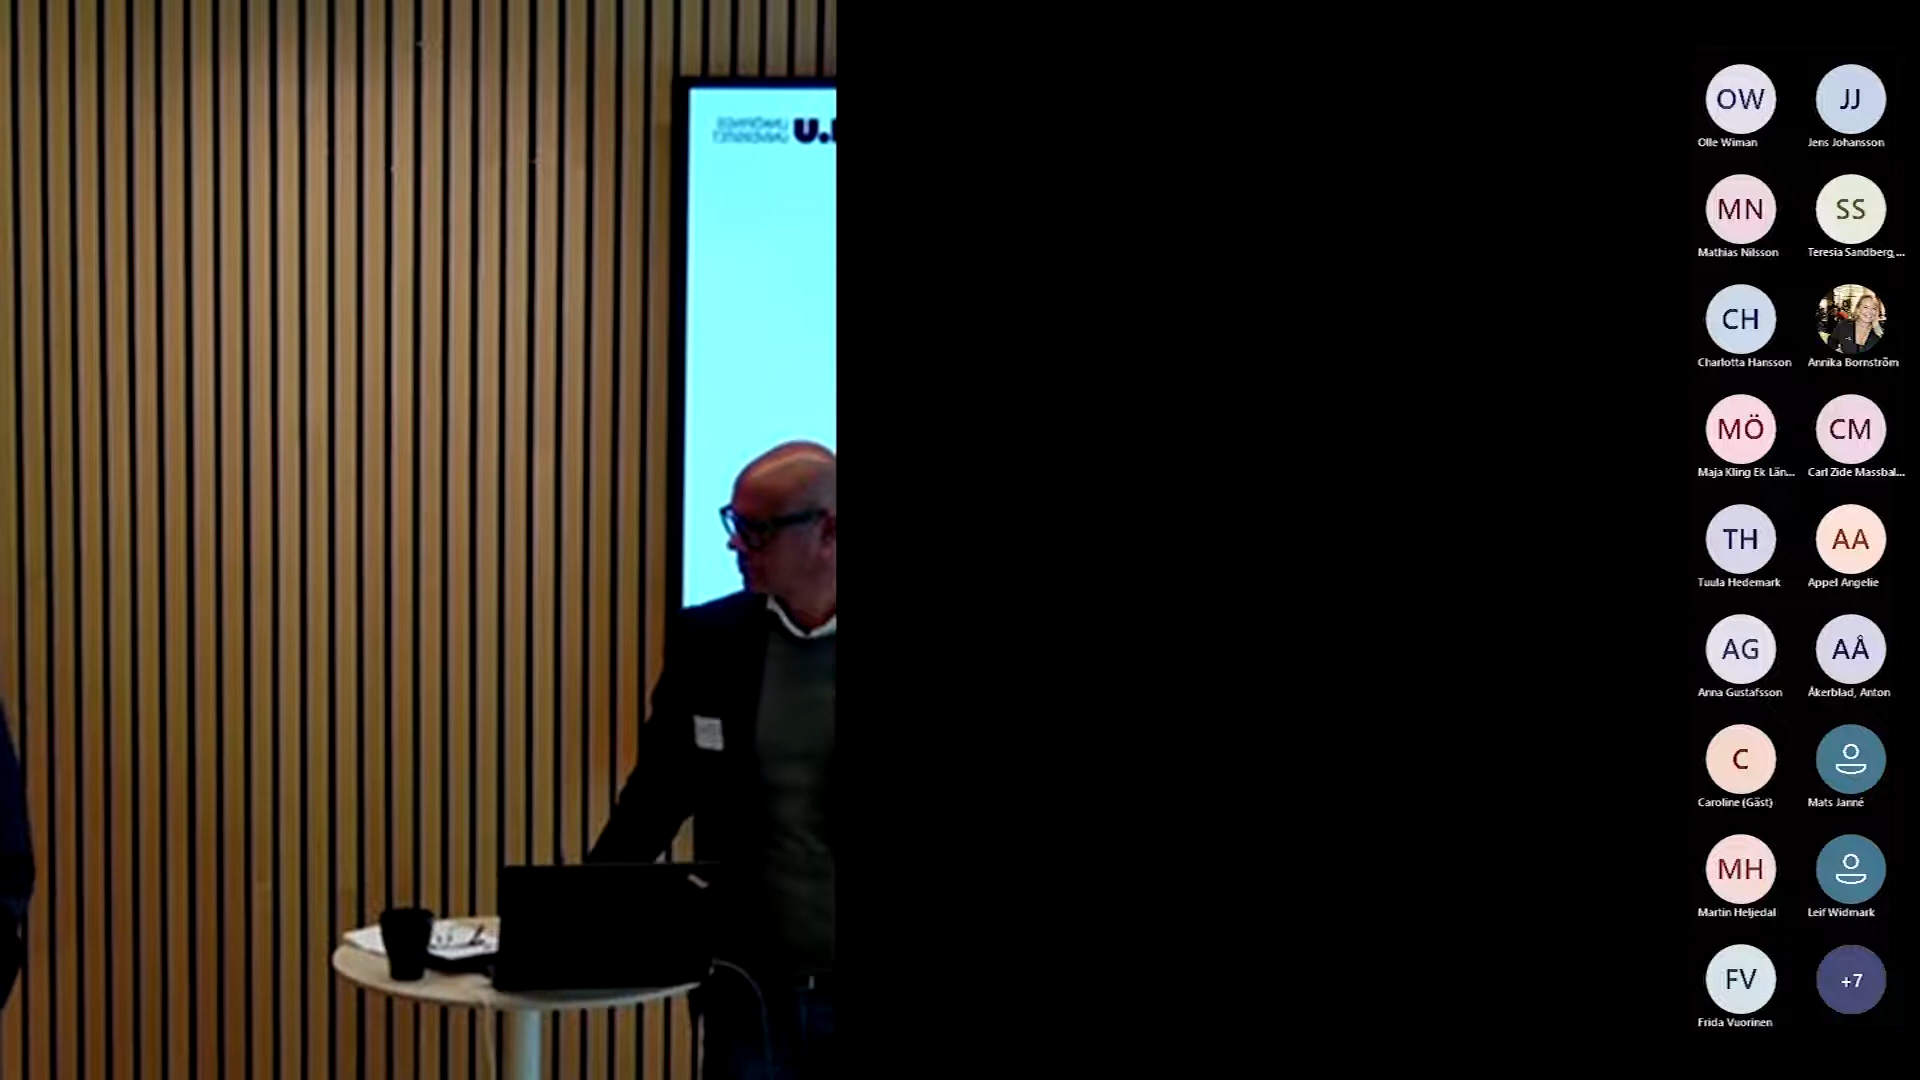 OW
JJ
Olle Wiman
Jens Johansson
MN
SS
Mathias Nilsson
Teresia Sandberg,...
CH
Charlotta Hansson
Annika Bornström
MÖ
CM
Maja Kling Ek Län...
Carl Zide Massbal...
TH
AA
Tuula Hedemark
Appel Angelie
AG
AÅ
Anna Gustafsson
Åkerblad, Anton
C
Caroline (Gäst)
Mats Janné
MH
Martin Heljedal
Leif Widmark
FV
+7
Frida Vuorinen